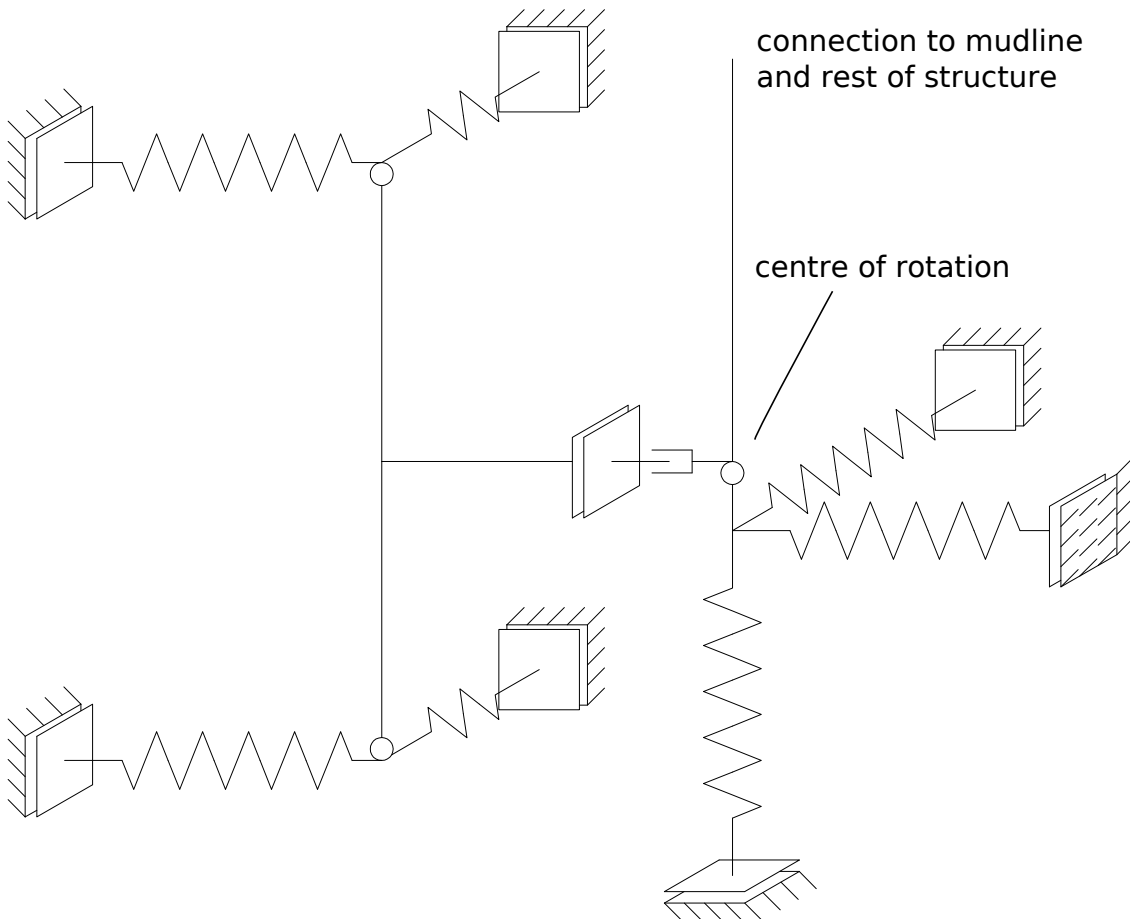 connection to mudline
and rest of structure
centre of rotation